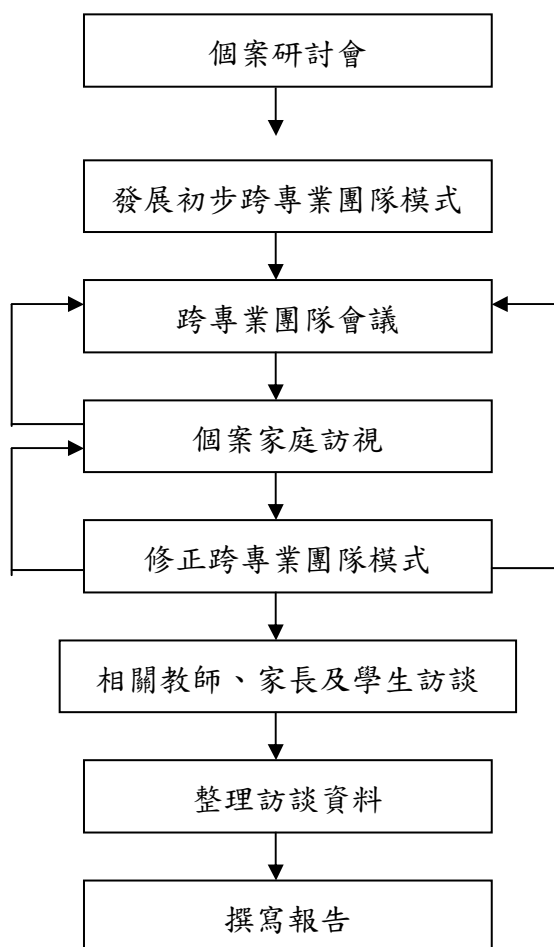 個案研討會
發展初步跨專業團隊模式
跨專業團隊會議
個案家庭訪視
修正跨專業團隊模式
相關教師、家長及學生訪談
整理訪談資料
撰寫報告